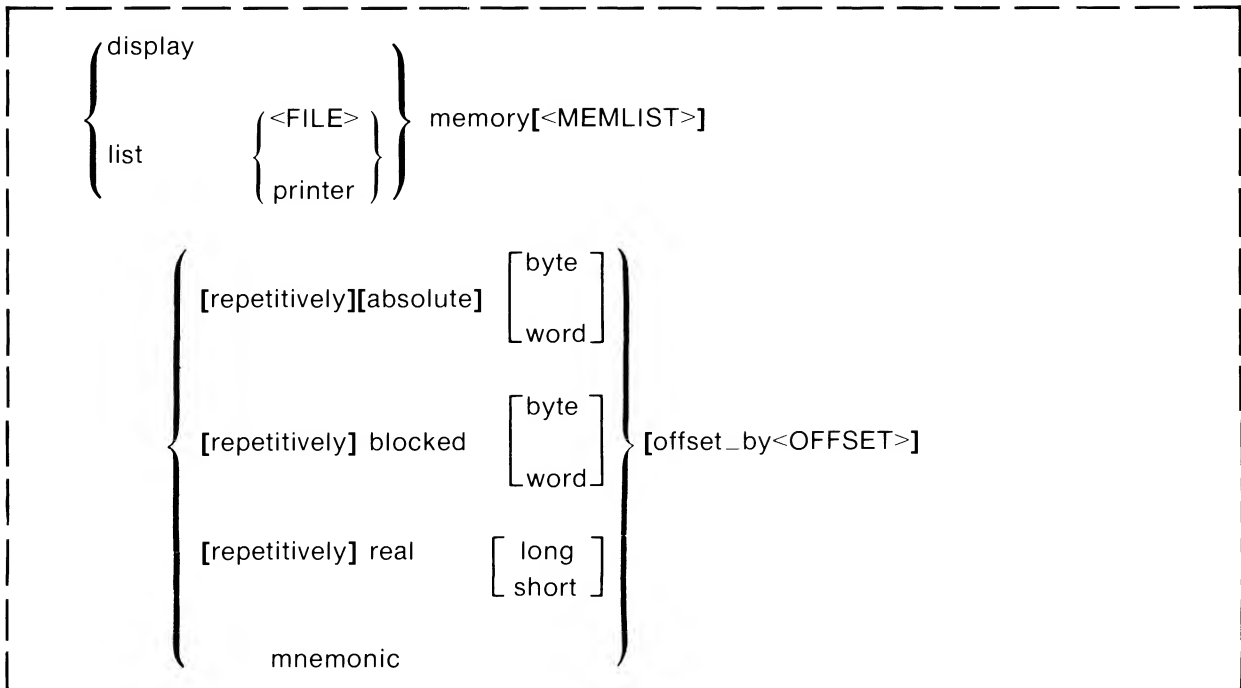 display
<FILE>
memory[<MEMLIST>]
list
printer
byte
[repetitively][absolute]
word
byte
[repetitively] blocked
[offset_by<OFFSET>]
word
[repetitively] real
long
short
mnemonic